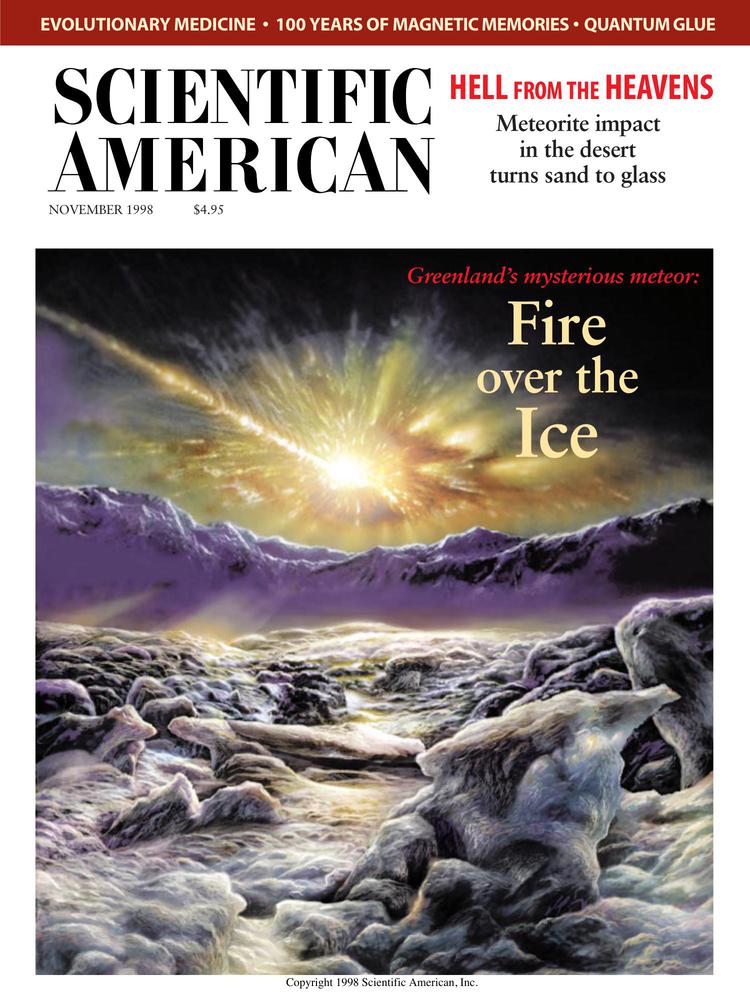 EVOLUTIONARY MEDICINE • 100 YEARS OF MAGNETIC MEMORIES • QUANTUM GLUE
SCIENTIFIC
AMERICAN
NOVEMBER 1998 $4.95
HELL FROM THE HEAVENS
Meteorite impact
in the desert
turns sand to glass
Greenland's mysterious meteor:
Fire
over the
Ice
Copyright 1998 Scientific American, Inc.